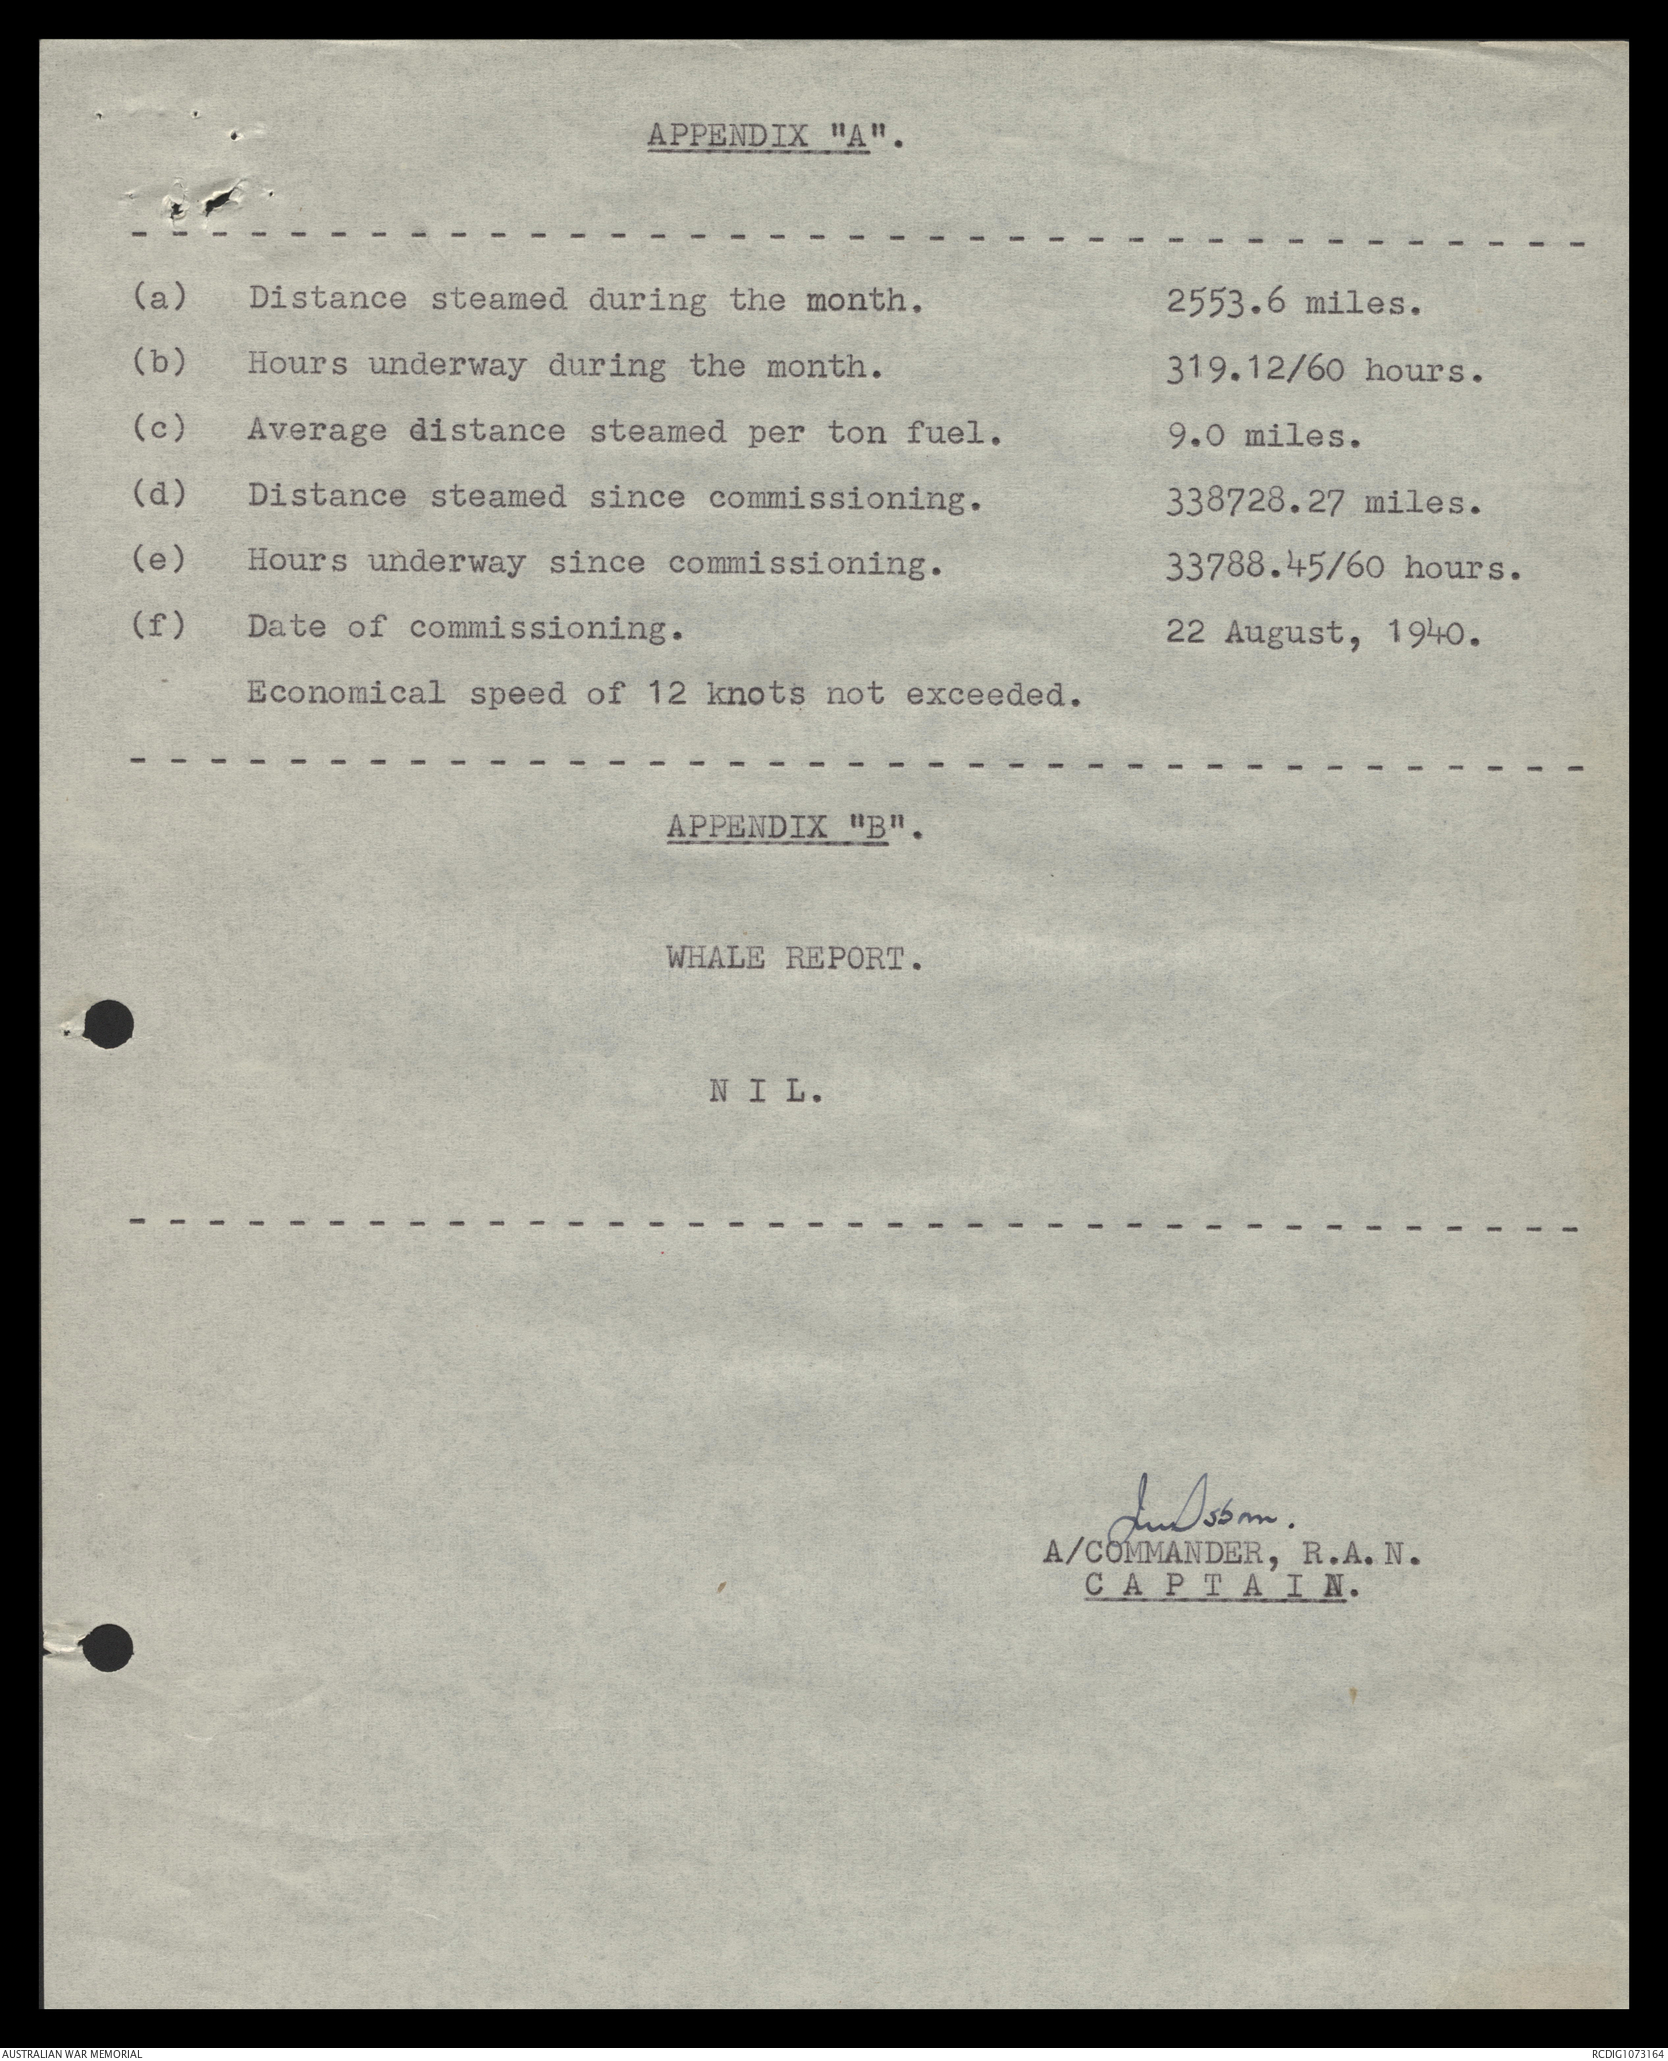 APPENDIX "A".
- - - - - - - - - - - - - - - - - - - - - - - - - - - - - - - - - - - - -
(a) Distance steamed during the month. 2553.6 miles.
(b) Hours underway during the month. 319.12/60 hours.
(c) Average distance steamed per ton fuel. 9.0 miles.
(d) Distance steamed since commissioning. 338728.27 miles.
(e) Hours underway since commissioning. 33788.45/60 hours.
(f) Date of commissioning. 22 August, 1940.
Economical speed of 12 knots not exceeded.
- - - - - - - - - - - - - - - - - - - - - - - - - - - - - - - - - - - - -
APPENDIX "B".
WHALE REPORT.
N I L.
- - - - - - - - - - - - - - - - - - - - - - - - - - - - - - - - - - - - -
A/COMMANDER, R.A.N.
C A P T A I N.
AUSTRALIAN WAR MEMORIAL
RCDIG1073164